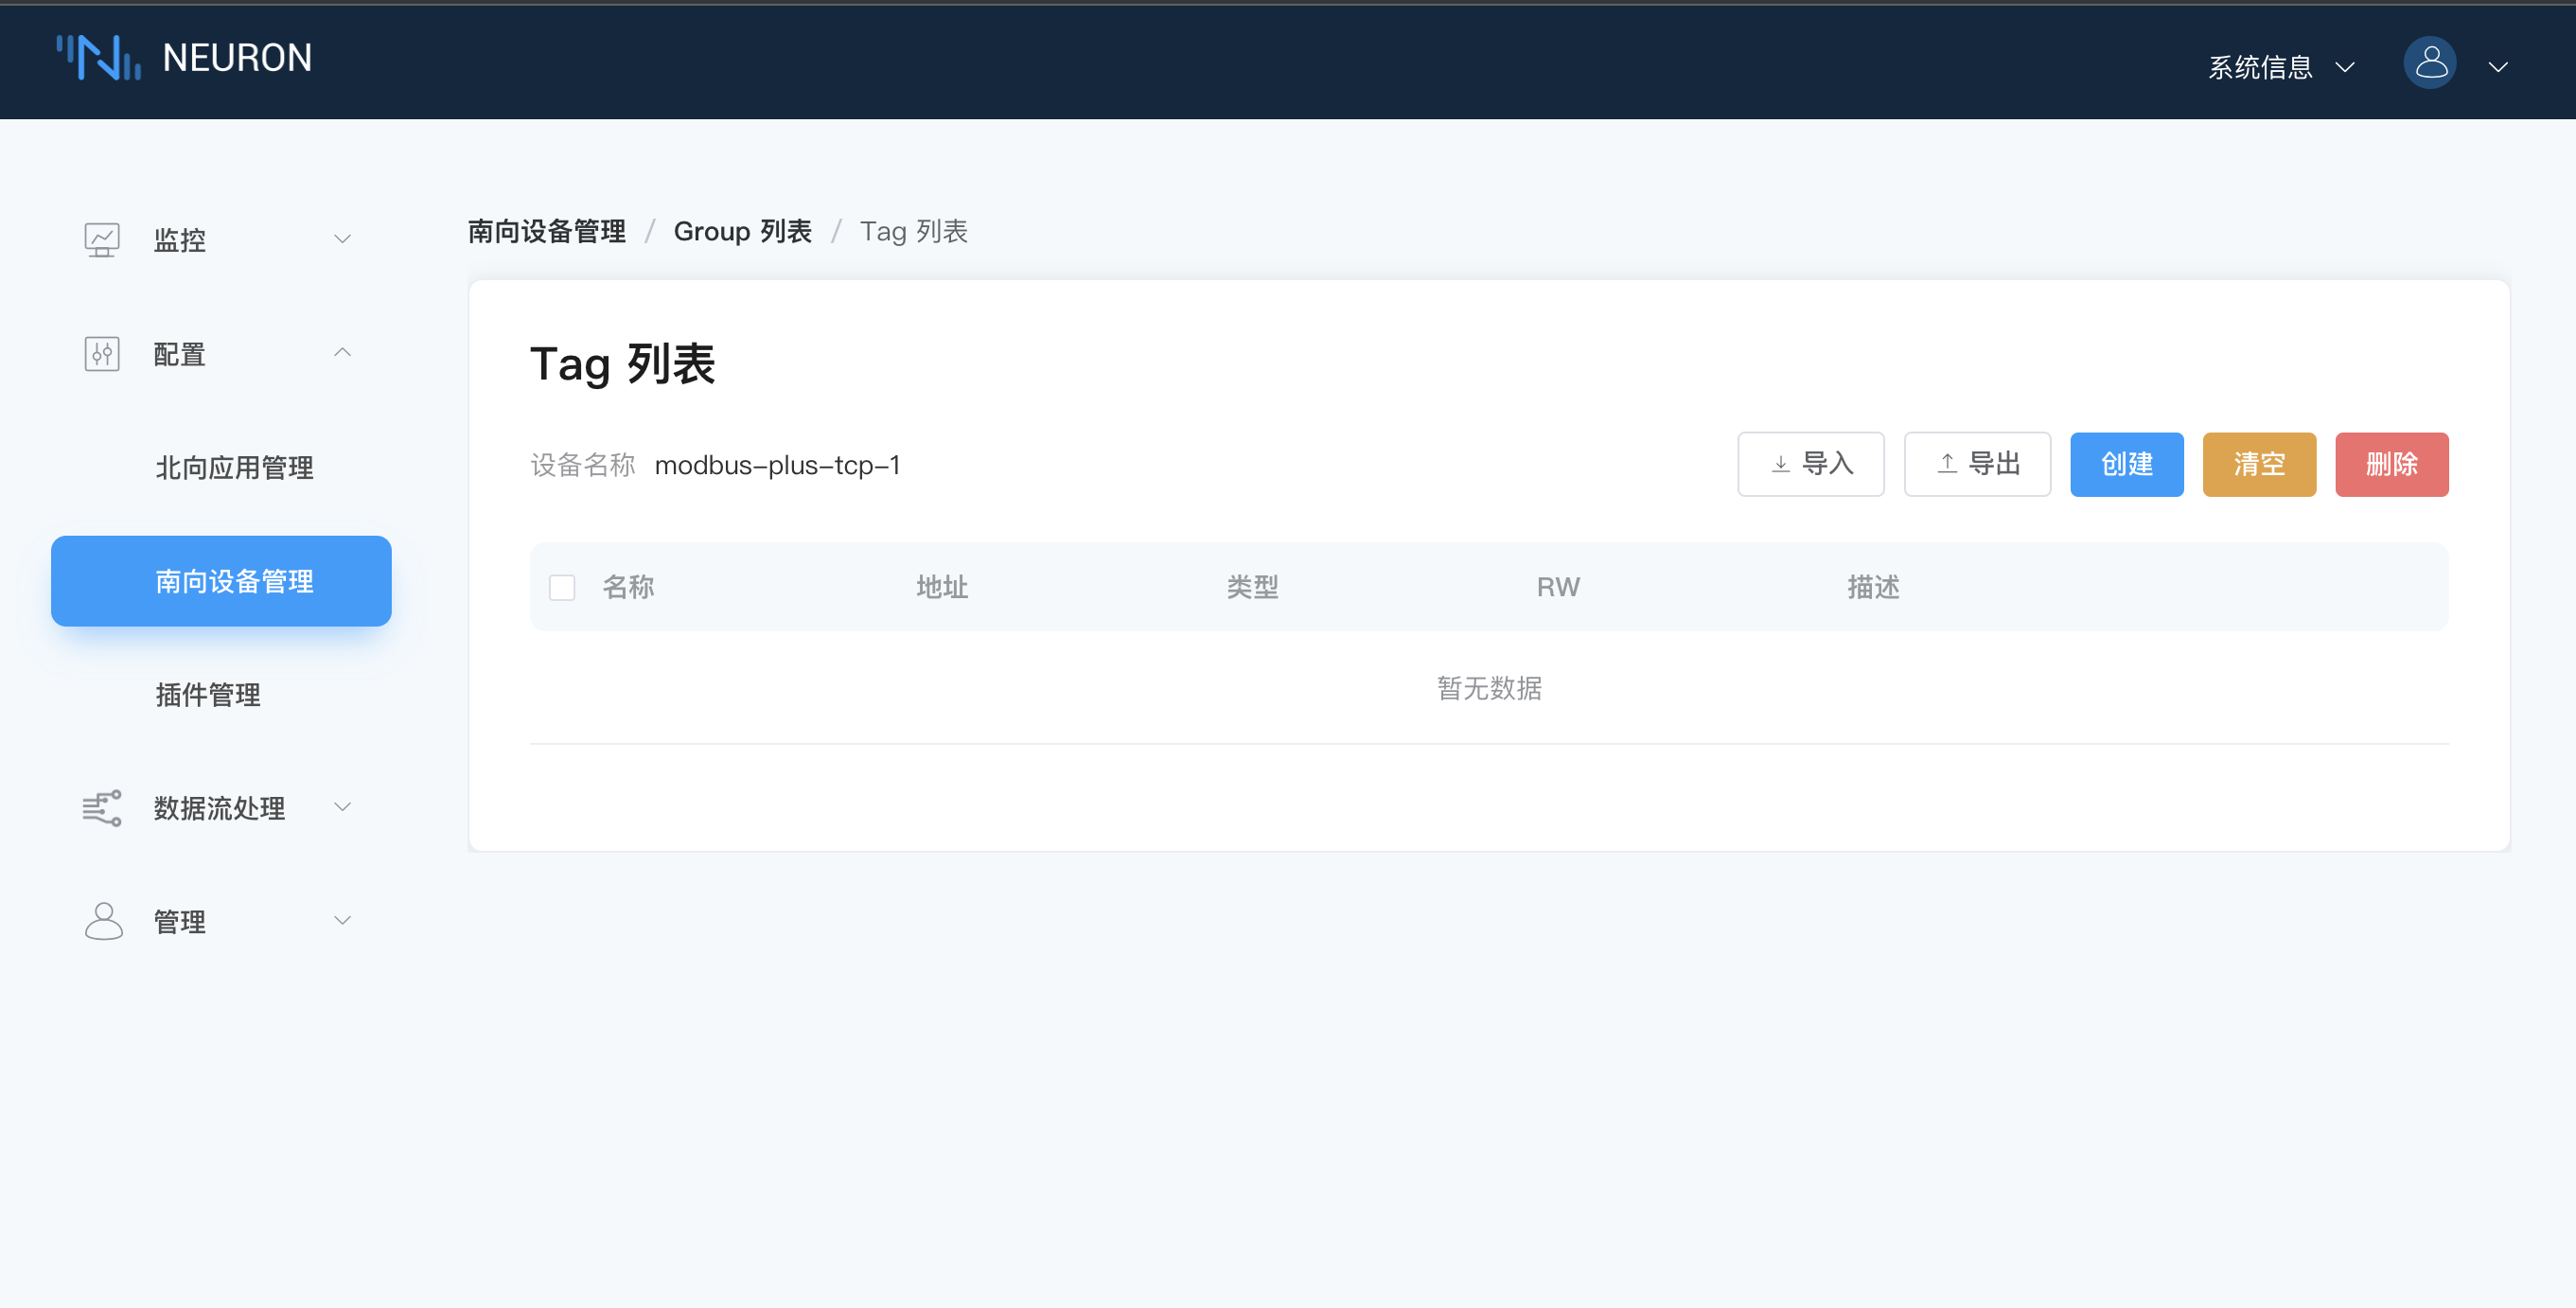 NEURON
系统信息
监控
配置
北向应用管理
南向设备管理
插件管理
数据流处理
管理
南向设备管理 / Group 列表 / Tag 列表
Tag 列表
设备名称 modbus-plus-tcp-1
导入 导出 创建 清空 删除
名称 地址 类型 RW 描述
暂无数据